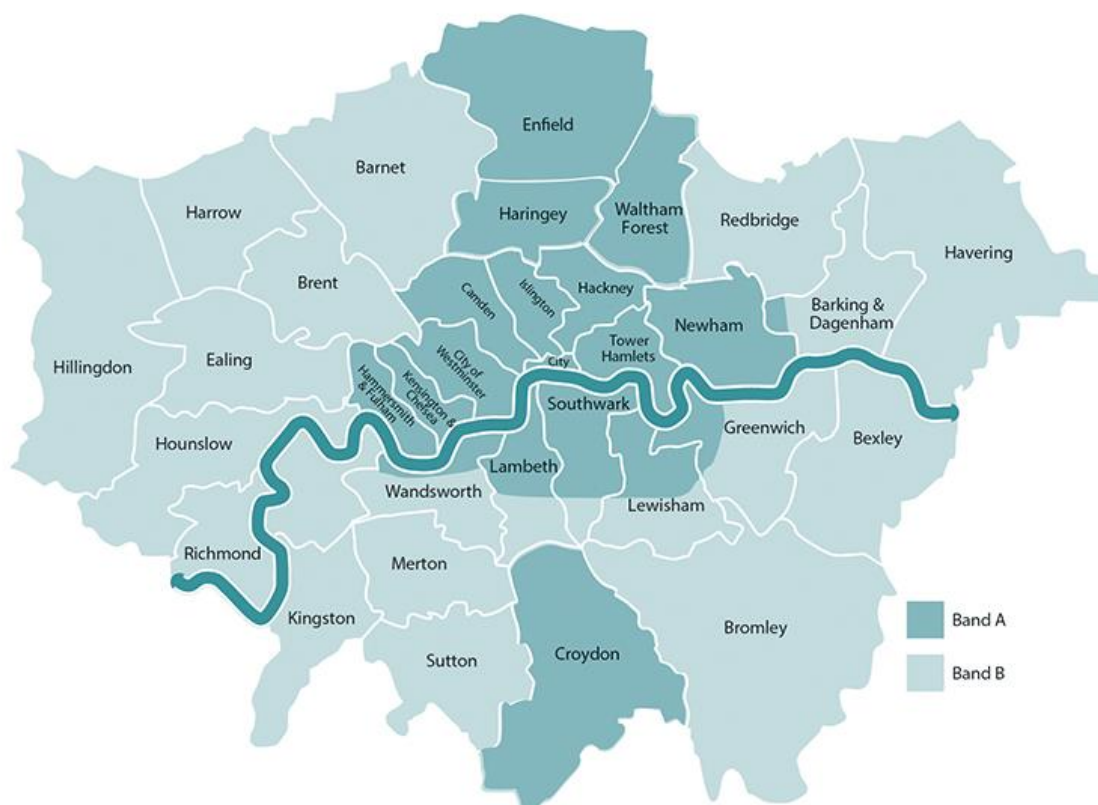 Enfield
Barnet
Harrow
Haringey
Waltham
Forest
Redbridge
Havering
Brent
Camden
Islington
Hackney
Newham
Barking &
Dagenham
Hillingdon
Ealing
Hammersmith
& Fulham
Kensington &
Chelsea
City of
Westminster
City
Tower
Hamlets
Southwark
Hounslow
Lambeth
Greenwich
Bexley
Wandsworth
Lewisham
Richmond
Merton
Kingston
Sutton
Croydon
Bromley
Band A
Band B